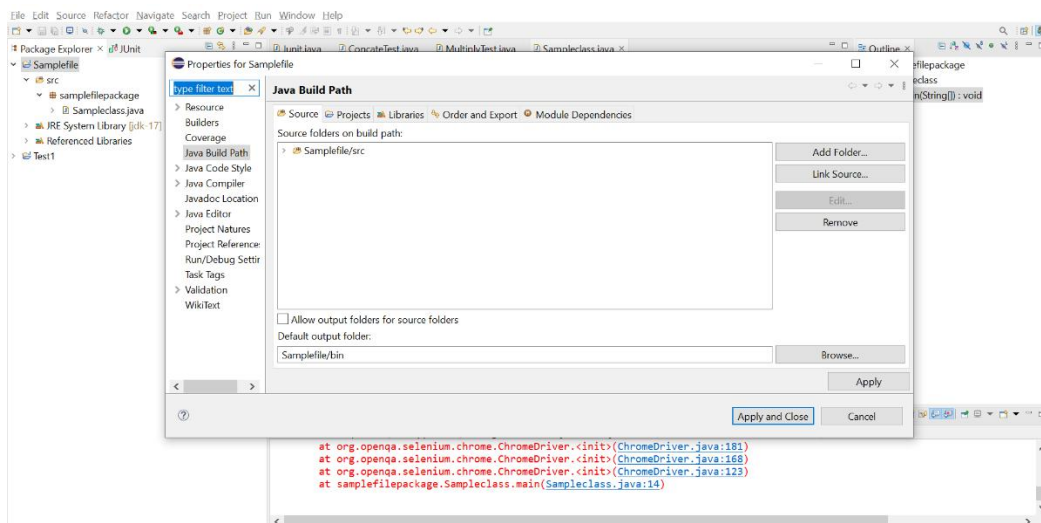 File Edit Source Refactor Navigate Search Project Run Window Help
Package Explorer × JUnit
Junit.java ConcateTest.java MultiplyTest.java Sampleclass.java ×
Outline ×
Samplefile
src
samplefilepackage
Sampleclass.java
JRE System Library [jdk-17]
Referenced Libraries
Test1
Properties for Samplefile
type filter text
Resource
Builders
Coverage
Java Build Path
Java Code Style
Java Compiler
Javadoc Location
Java Editor
Project Natures
Project Reference
Run/Debug Settir
Task Tags
Validation
WikiText
Java Build Path
Source Projects Libraries Order and Export Module Dependencies
Source folders on build path:
Samplefile/src
Add Folder...
Link Source...
Edit...
Remove
Allow output folders for source folders
Default output folder:
Samplefile/bin
Browse...
Apply
Apply and Close Cancel
efilepackage
eclass
in(String[]) : void
at org.openqa.selenium.chrome.ChromeDriver.<init>(ChromeDriver.java:181)
at org.openqa.selenium.chrome.ChromeDriver.<init>(ChromeDriver.java:168)
at org.openqa.selenium.chrome.ChromeDriver.<init>(ChromeDriver.java:123)
at samplefilepackage.Sampleclass.main(Sampleclass.java:14)